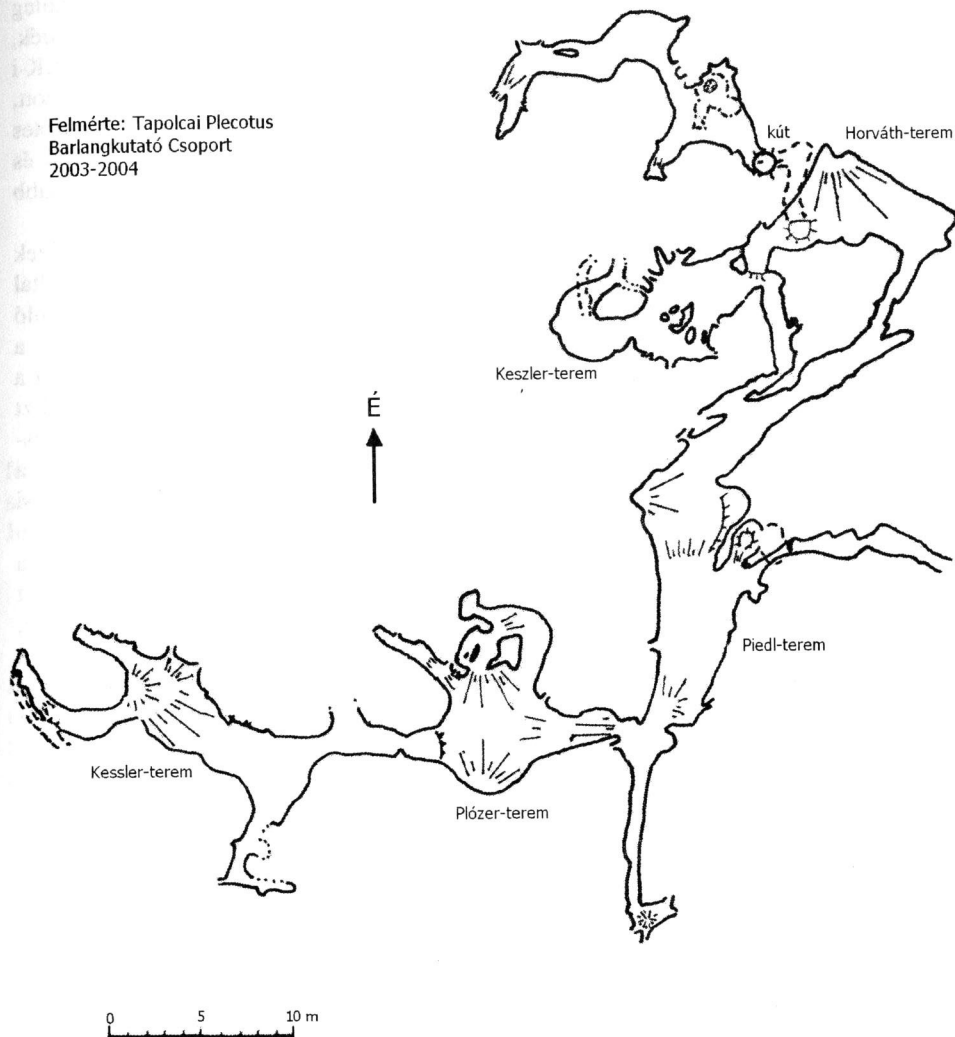 Felmérte: Tapolcai Plecotus
Barlangkutató Csoport
2003-2004
kút
Horváth-terem
Keszler-terem
É
Piedl-terem
Kessler-terem
Plózer-terem
0 5 10 m